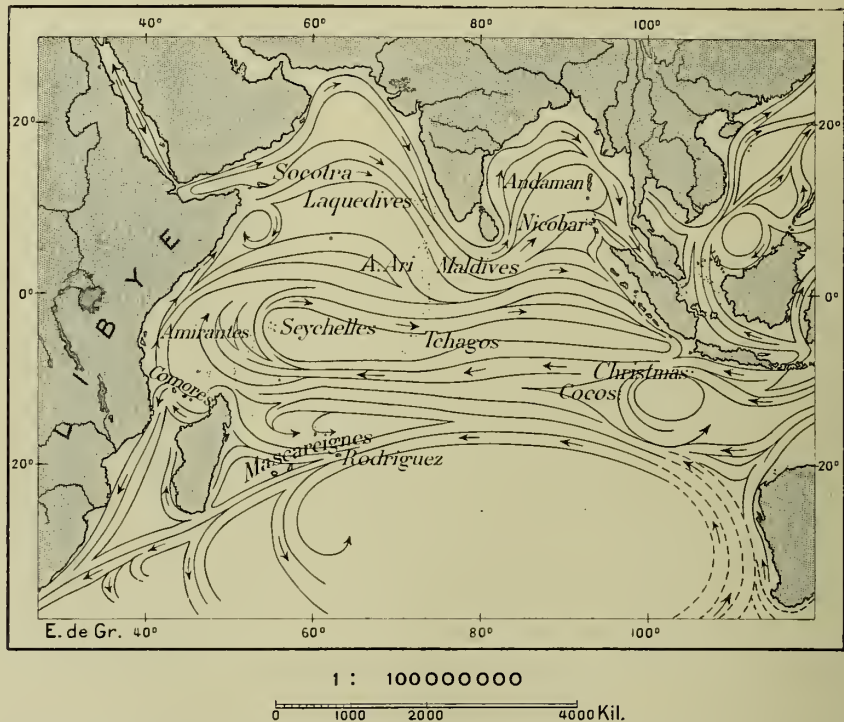 40° 60° 80° 100°
20° 20°
Socotra
Laquedives
Andaman
Nicobar
A. Ari
Maldives
LIBYE
0° 0°
Amirantes
Seychelles
Tchagos
Comores
Christmas
Cocos
Mascareignes
Rodriguez
20° 20°
E. de Gr. 40° 60° 80° 100°
1 : 100000000
0 1000 2000 4000 Kil.